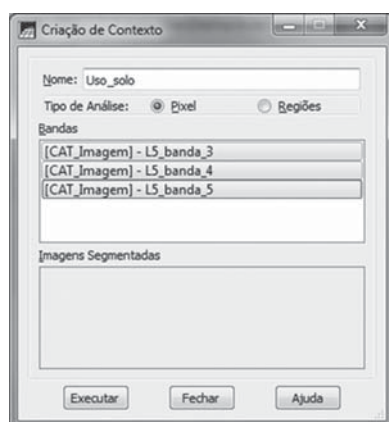 Criação de Contexto
Nome: Uso_solo
Tipo de Análise: Pixel Regiões
Bandas
[CAT_Imagem] - L5_banda_3
[CAT_Imagem] - L5_banda_4
[CAT_Imagem] - L5_banda_5
Imagens Segmentadas
Executar Fechar Ajuda